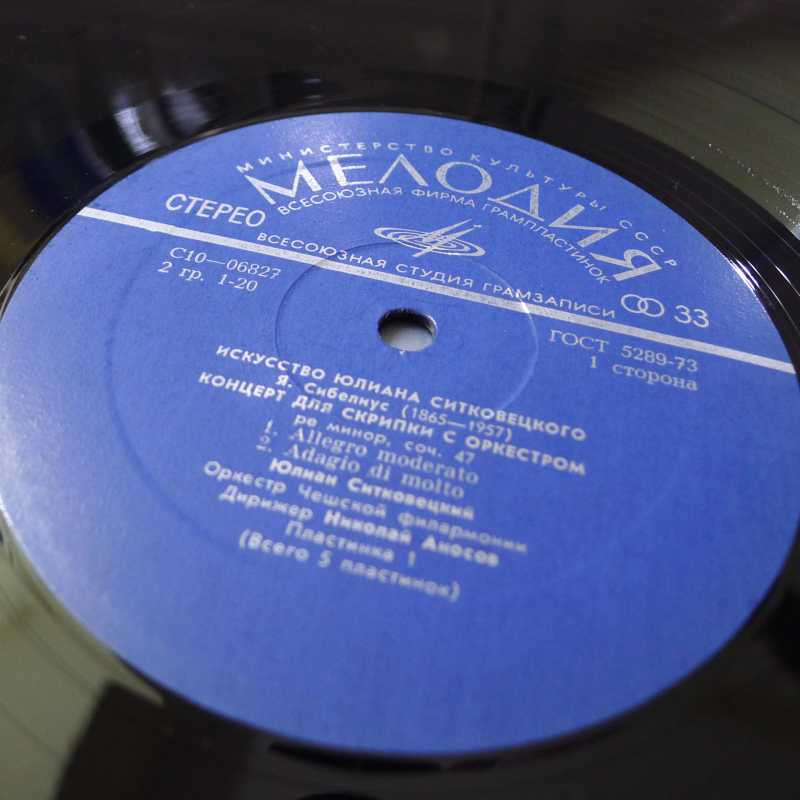 МИНИСТЕРСТВО КУЛЬТУРЫ СССР
МЕЛОДИЯ
ВСЕСОЮЗНАЯ ФИРМА ГРАМПЛАСТИНОК
СТЕРЕО
ВСЕСОЮЗНАЯ СТУДИЯ ГРАМЗАПИСИ
33
С10—06827
2 гр. 1-20
ГОСТ 5289-73
1 сторона
ИСКУССТВО ЮЛИАНА СИТКОВЕЦКОГО
Я. Сибелиус (1865—1957)
КОНЦЕРТ ДЛЯ СКРИПКИ С ОРКЕСТРОМ
ре минор, соч. 47
1. Allegro moderato
2. Adagio di molto
Юлиан Ситковецкий
Оркестр Чешской филармонии
Дирижер Николай Аносов
Пластинка 1
(Всего 5 пластинок)